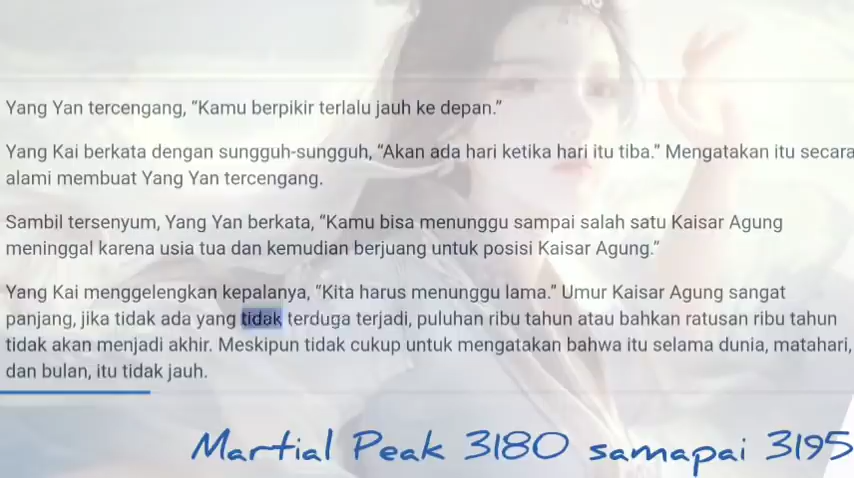 Yang Yan tercengang, “Kamu berpikir terlalu jauh ke depan.”
Yang Kai berkata dengan sungguh-sungguh, “Akan ada hari ketika hari itu tiba.” Mengatakan itu secara
alami membuat Yang Yan tercengang.
Sambil tersenyum, Yang Yan berkata, “Kamu bisa menunggu sampai salah satu Kaisar Agung
meninggal karena usia tua dan kemudian berjuang untuk posisi Kaisar Agung.”
Yang Kai menggelengkan kepalanya, “Kita harus menunggu lama.” Umur Kaisar Agung sangat
panjang, jika tidak ada yang tidak terduga terjadi, puluhan ribu tahun atau bahkan ratusan ribu tahun
tidak akan menjadi akhir. Meskipun tidak cukup untuk mengatakan bahwa itu selama dunia, matahari,
dan bulan, itu tidak jauh.
Martial Peak 3180 samapai 3195